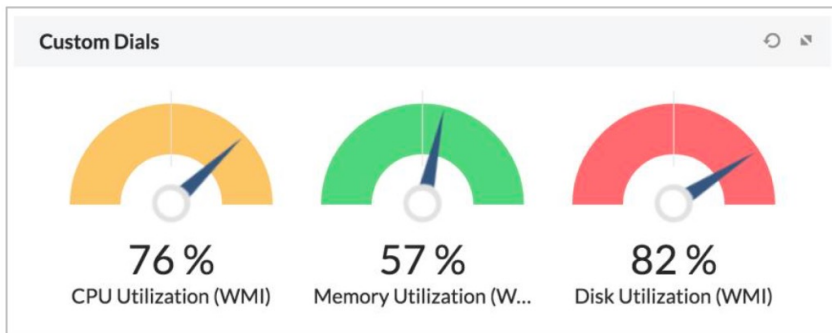 Custom Dials
76 % 57 % 82 %
CPU Utilization (WMI) Memory Utilization (W... Disk Utilization (WMI)